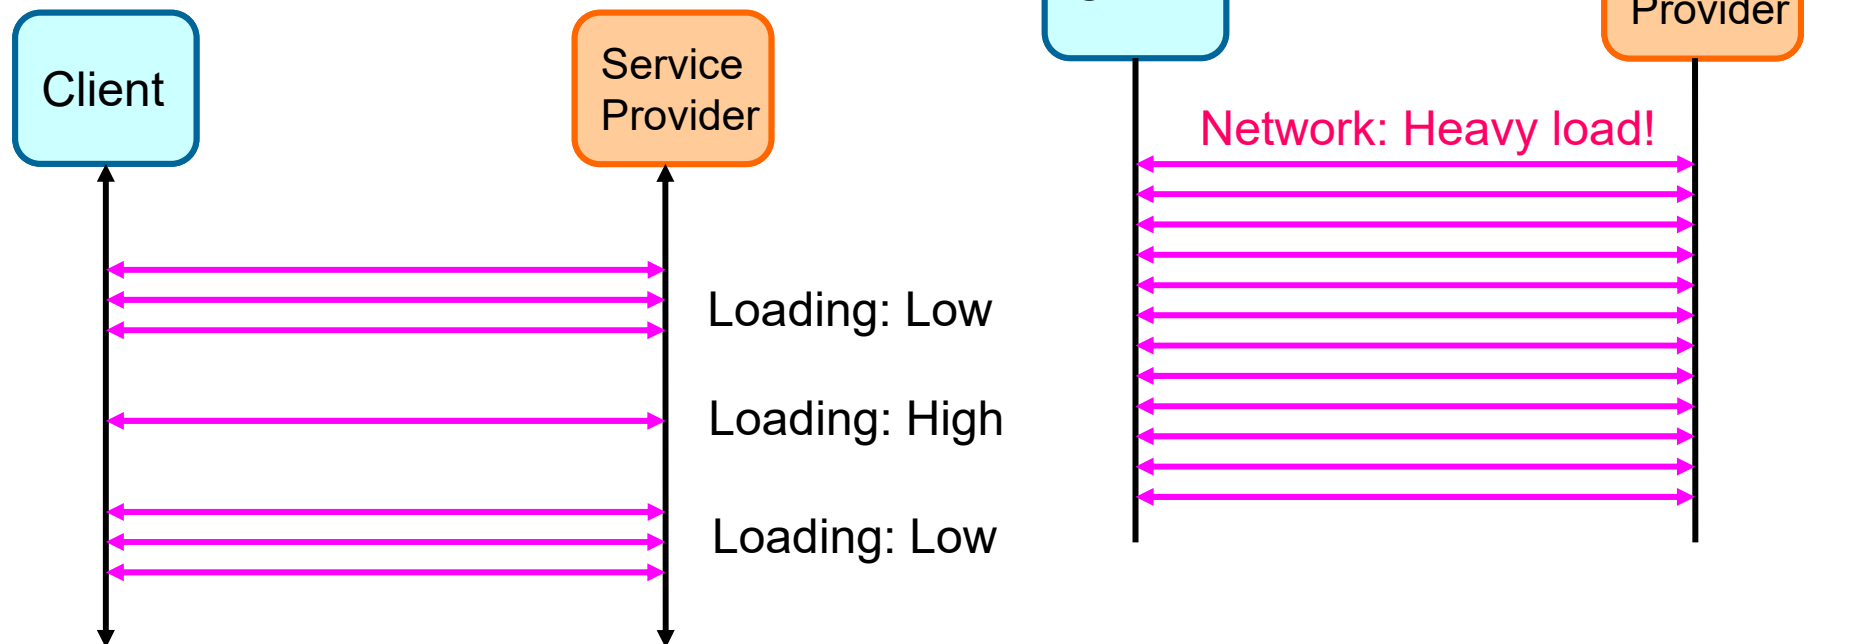 Client
Service
Provider
Loading: Low
Loading: High
Loading: Low
Provider
Network: Heavy load!